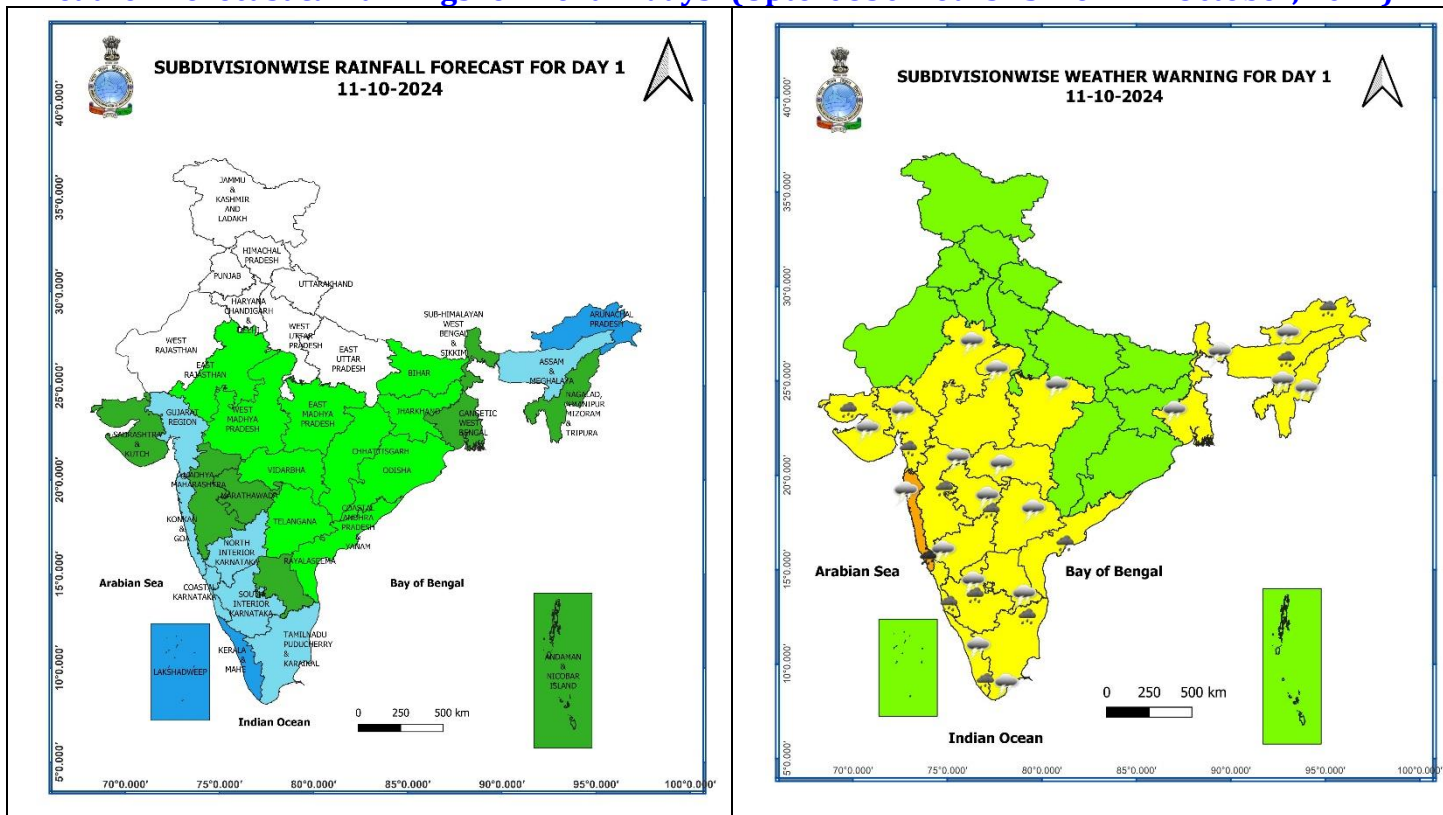 SUBDIVISIONWISE RAINFALL FORECAST FOR DAY 1
11-10-2024
JAMMU
&
KASHMIR
AND
LADAKH
HIMACHAL
PRADESH
PUNJAB
UTTARAKHAND
HARYANA
CHANDIGARH
&
DELHI
WEST
UTTAR
PRADESH
SUB-HIMALAYAN
WEST
BENGAL
&
SIKKIM
ARUNACHAL
PRADESH
WEST
RAJASTHAN
EAST
UTTAR
PRADESH
EAST
RAJASTHAN
BIHAR
ASSAM
&
MEGHALAYA
GUJARAT
REGION
WEST
MADHYA
PRADESH
EAST
MADHYA
PRADESH
JHARKHAND
GANGETIC
WEST
BENGAL
MIZORAM
&
TRIPURA
SAURASHTRA
&
KUTCH
CHHATTISGARH
VIDARBHA
ODISHA
MADHYA
MAHARASHTRA
MARATHAWADA
KONKAN
&
GOA
TELANGANA
COASTAL
ANDHRA
PRADESH
&
YANAM
NORTH
INTERIOR
KARNATAKA
RAYALASEEMA
Arabian Sea
Bay of Bengal
COASTAL
KARNATAKA
SOUTH
INTERIOR
KARNATAKA
TAMILNADU
PUDUCHERRY
&
KARAIKAL
KERALA
&
MAHE
LAKSHADWEEP
ANDAMAN
&
NICOBAR
ISLAND
0 250 500 km
Indian Ocean
40°0.000'
35°0.000'
30°0.000'
25°0.000'
20°0.000'
15°0.000'
10°0.000'
5°0.000'
70°0.000' 75°0.000' 80°0.000' 85°0.000' 90°0.000' 95°0.000' 100°0.000'
SUBDIVISIONWISE WEATHER WARNING FOR DAY 1
11-10-2024
Arabian Sea
Bay of Bengal
0 250 500 km
Indian Ocean
40°0.000'
35°0.000'
30°0.000'
25°0.000'
20°0.000'
15°0.000'
10°0.000'
5°0.000'
70°0.000' 75°0.000' 80°0.000' 85°0.000' 90°0.000' 95°0.000' 100°0.000'